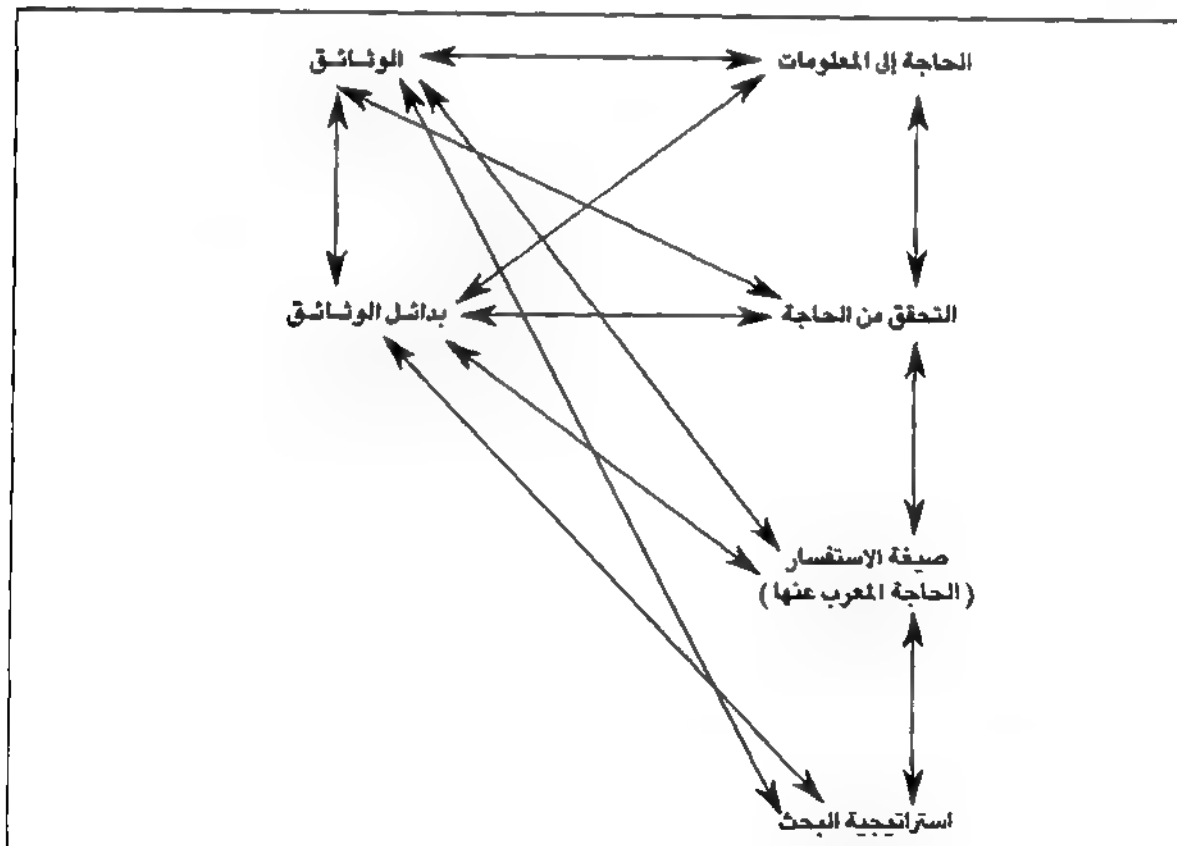 الحاجة إلى المعلومات
الوثائق
التحقق من الحاجة
بدائل الوثائق
صيغة الاستفسار
(الحاجة المعرب عنها)
استراتيجية البحث